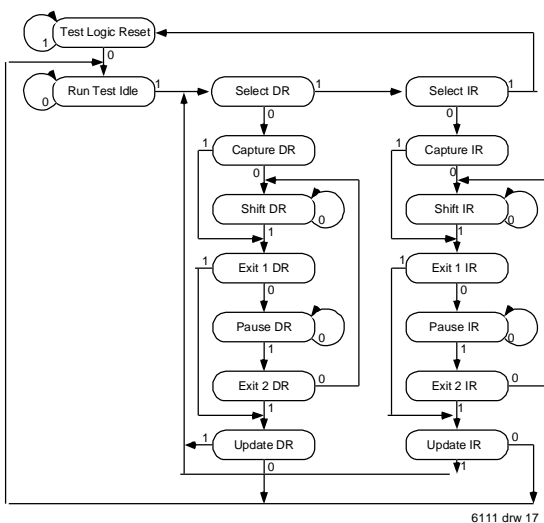 Test Logic Reset
1
0
Run Test Idle
0
1
Select DR
1
Select IR
1
0
0
1
Capture DR
1
Capture IR
0
0
Shift DR
0
Shift IR
0
1
1
1
Exit 1 DR
1
Exit 1 IR
0
0
Pause DR
0
Pause IR
0
1
1
Exit 2 DR
0
Exit 2 IR
0
1
1
1
Update DR
Update IR
0
0
1
6111 drw 17